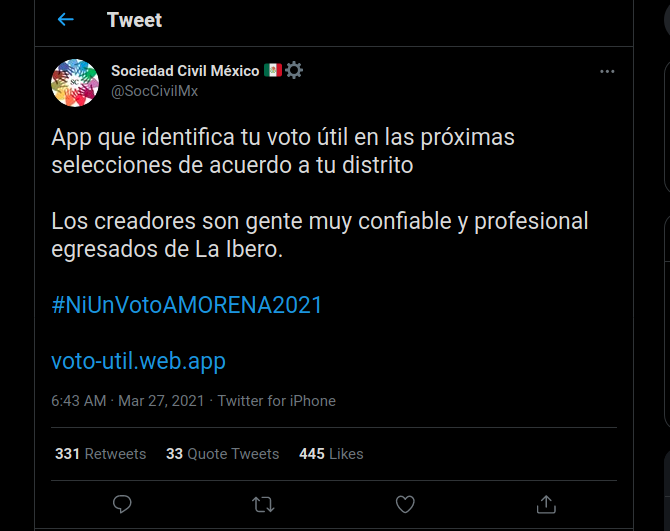 Tweet
Sociedad Civil México 🇲🇽⚙
@SocCivilMx
App que identifica tu voto útil en las próximas
selecciones de acuerdo a tu distrito
Los creadores son gente muy confiable y profesional
egresados de La Ibero.
#NiUnVotoAMORENA2021
voto-util.web.app
6:43 AM · Mar 27, 2021 · Twitter for iPhone
331 Retweets 33 Quote Tweets 445 Likes